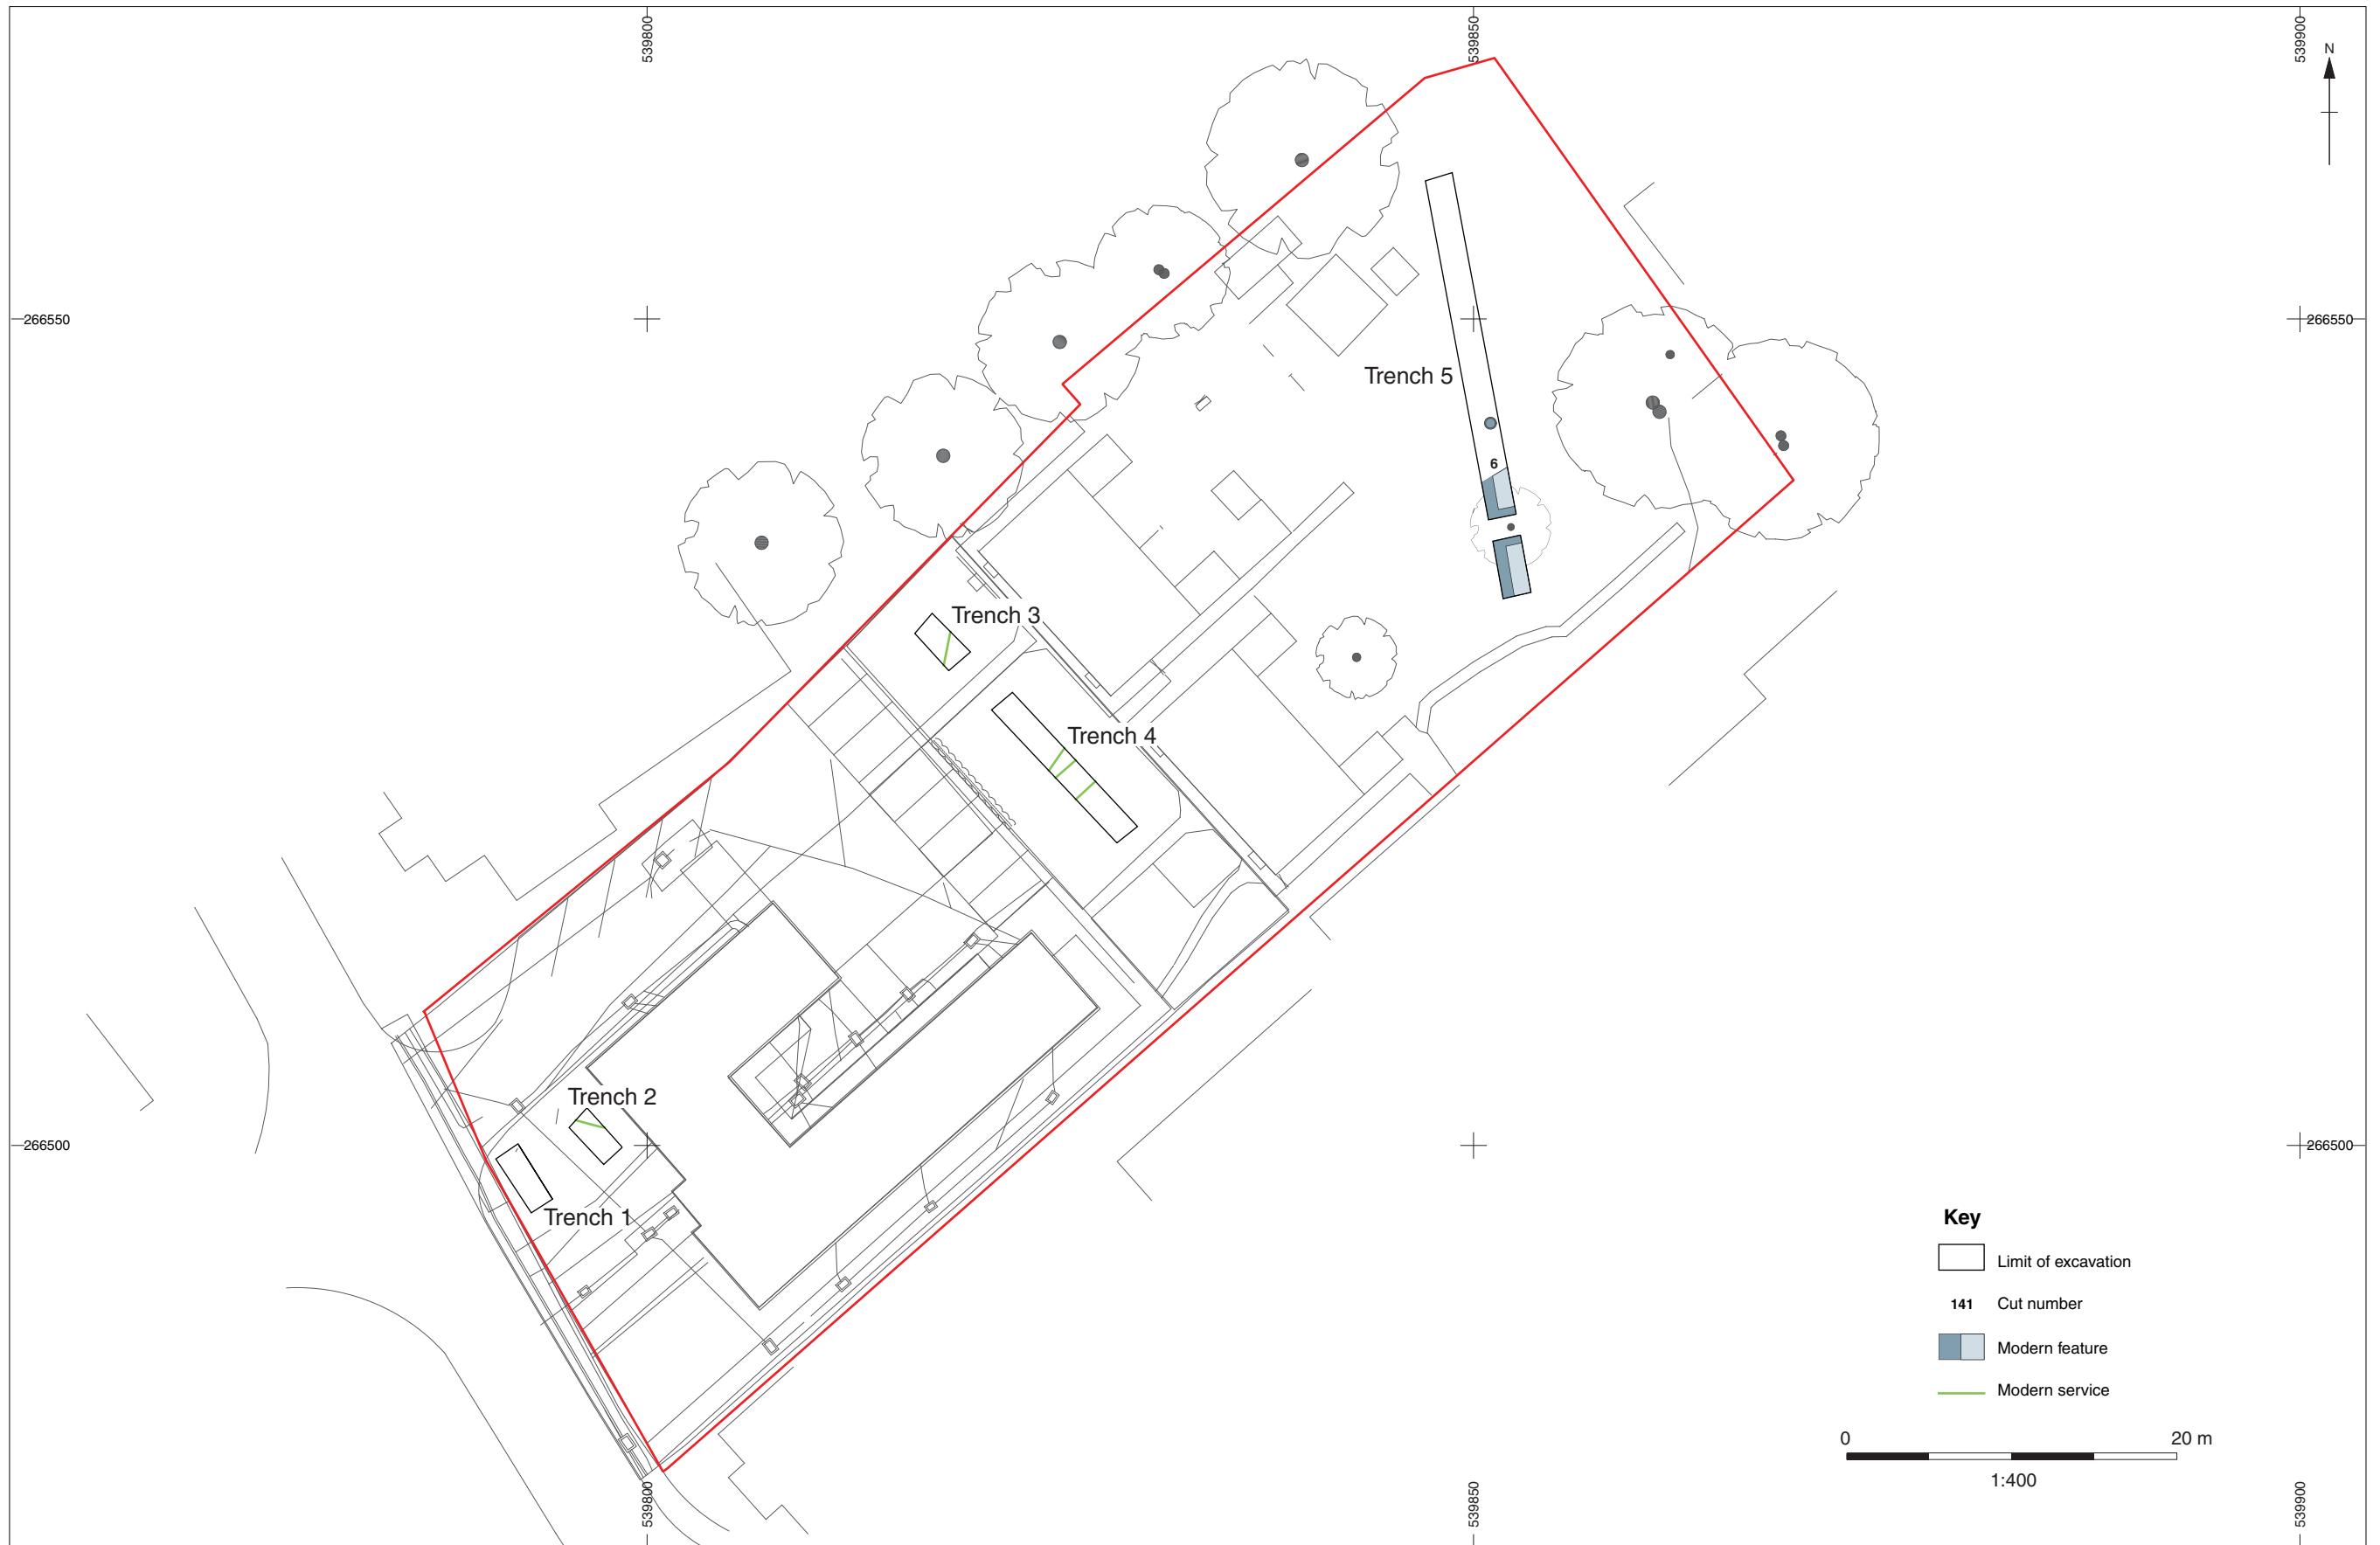 539800
539850
539900
N
266550
266550
Trench 5
6
Trench 3
Trench 4
Trench 2
266500
266500
Trench 1
Key
Limit of excavation
141 Cut number
Modern feature
Modern service
0 20 m
1:400
539800
539850
539900